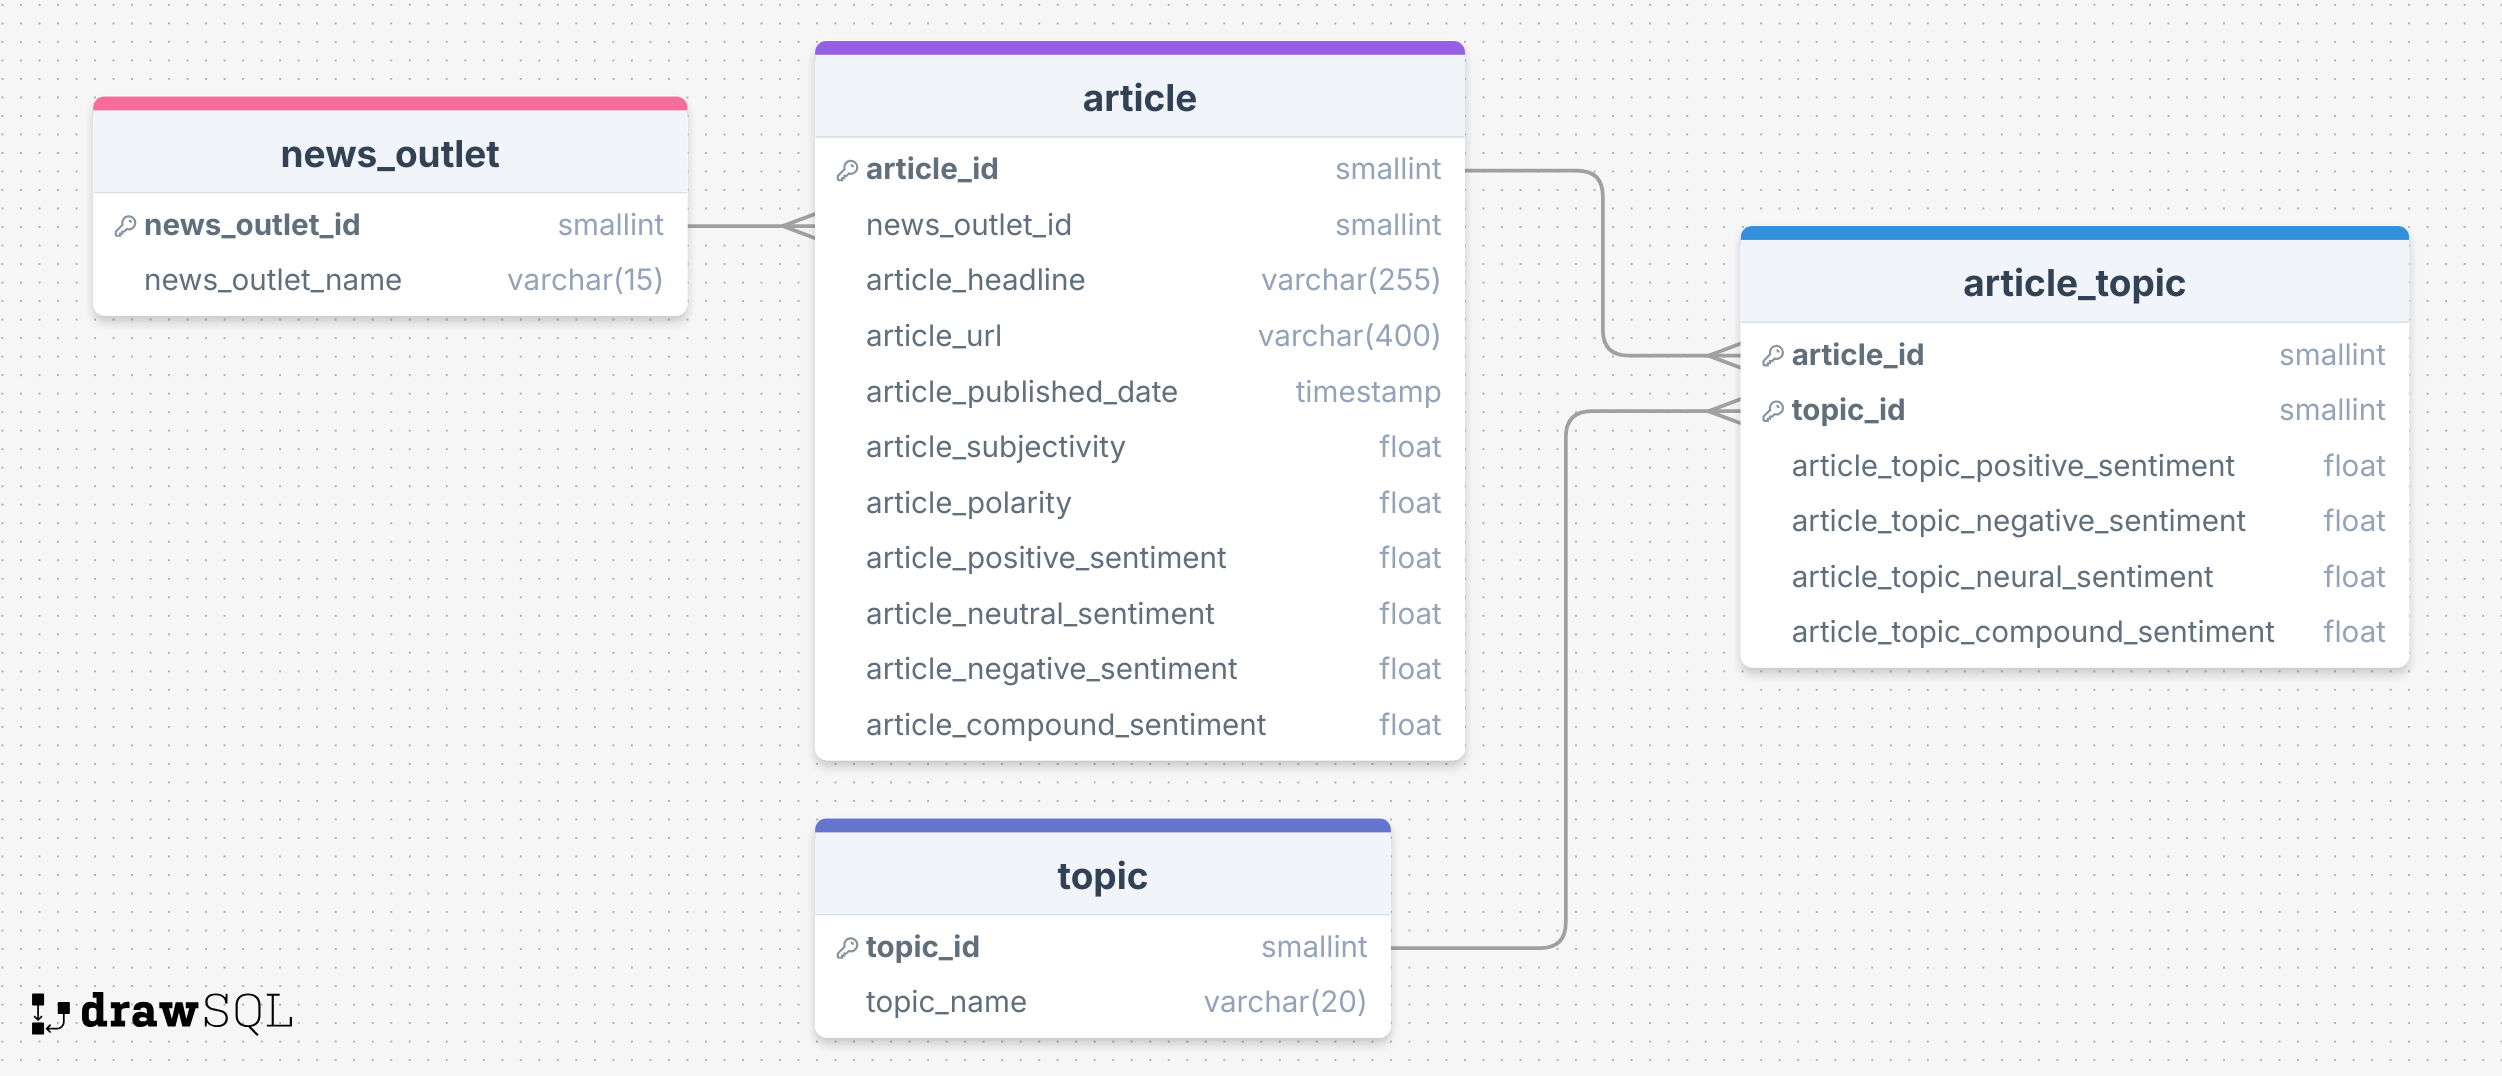 news_outlet
news_outlet_id smallint
news_outlet_name varchar(15)
article
article_id smallint
news_outlet_id smallint
article_headline varchar(255)
article_url varchar(400)
article_published_date timestamp
article_subjectivity float
article_polarity float
article_positive_sentiment float
article_neutral_sentiment float
article_negative_sentiment float
article_compound_sentiment float
article_topic
article_id smallint
topic_id smallint
article_topic_positive_sentiment float
article_topic_negative_sentiment float
article_topic_neural_sentiment float
article_topic_compound_sentiment float
topic
topic_id smallint
topic_name varchar(20)
drawSQL